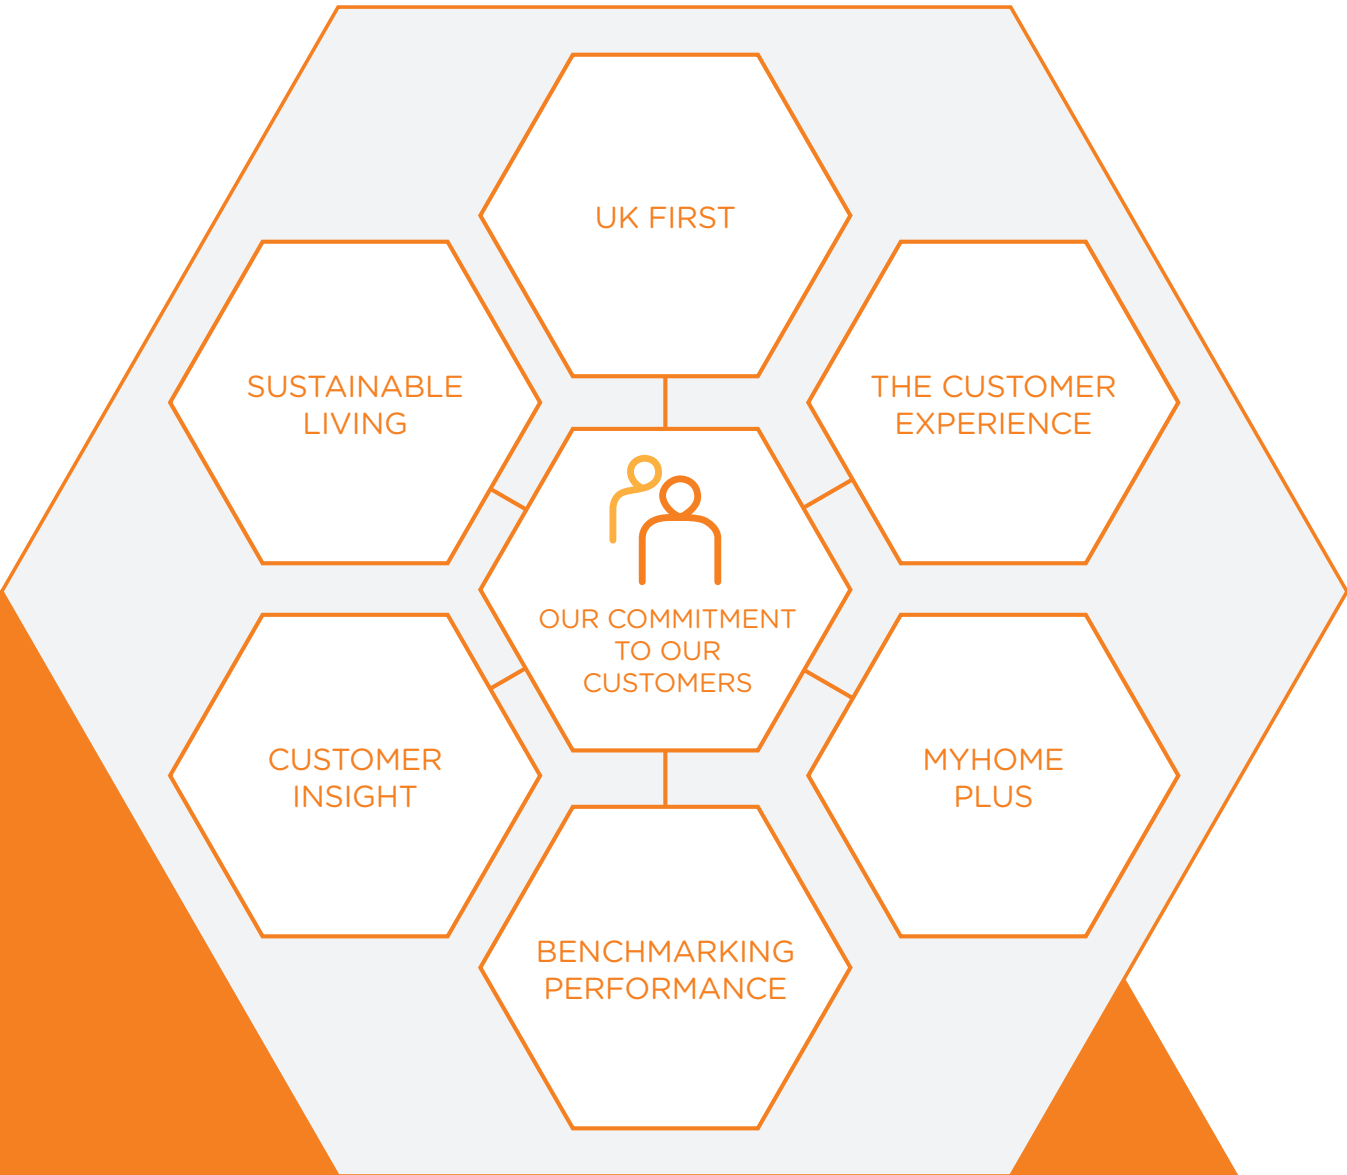 UK FIRST
SUSTAINABLE
LIVING
THE CUSTOMER
EXPERIENCE
OUR COMMITMENT
TO OUR
CUSTOMERS
CUSTOMER
INSIGHT
MYHOME
PLUS
BENCHMARKING
PERFORMANCE